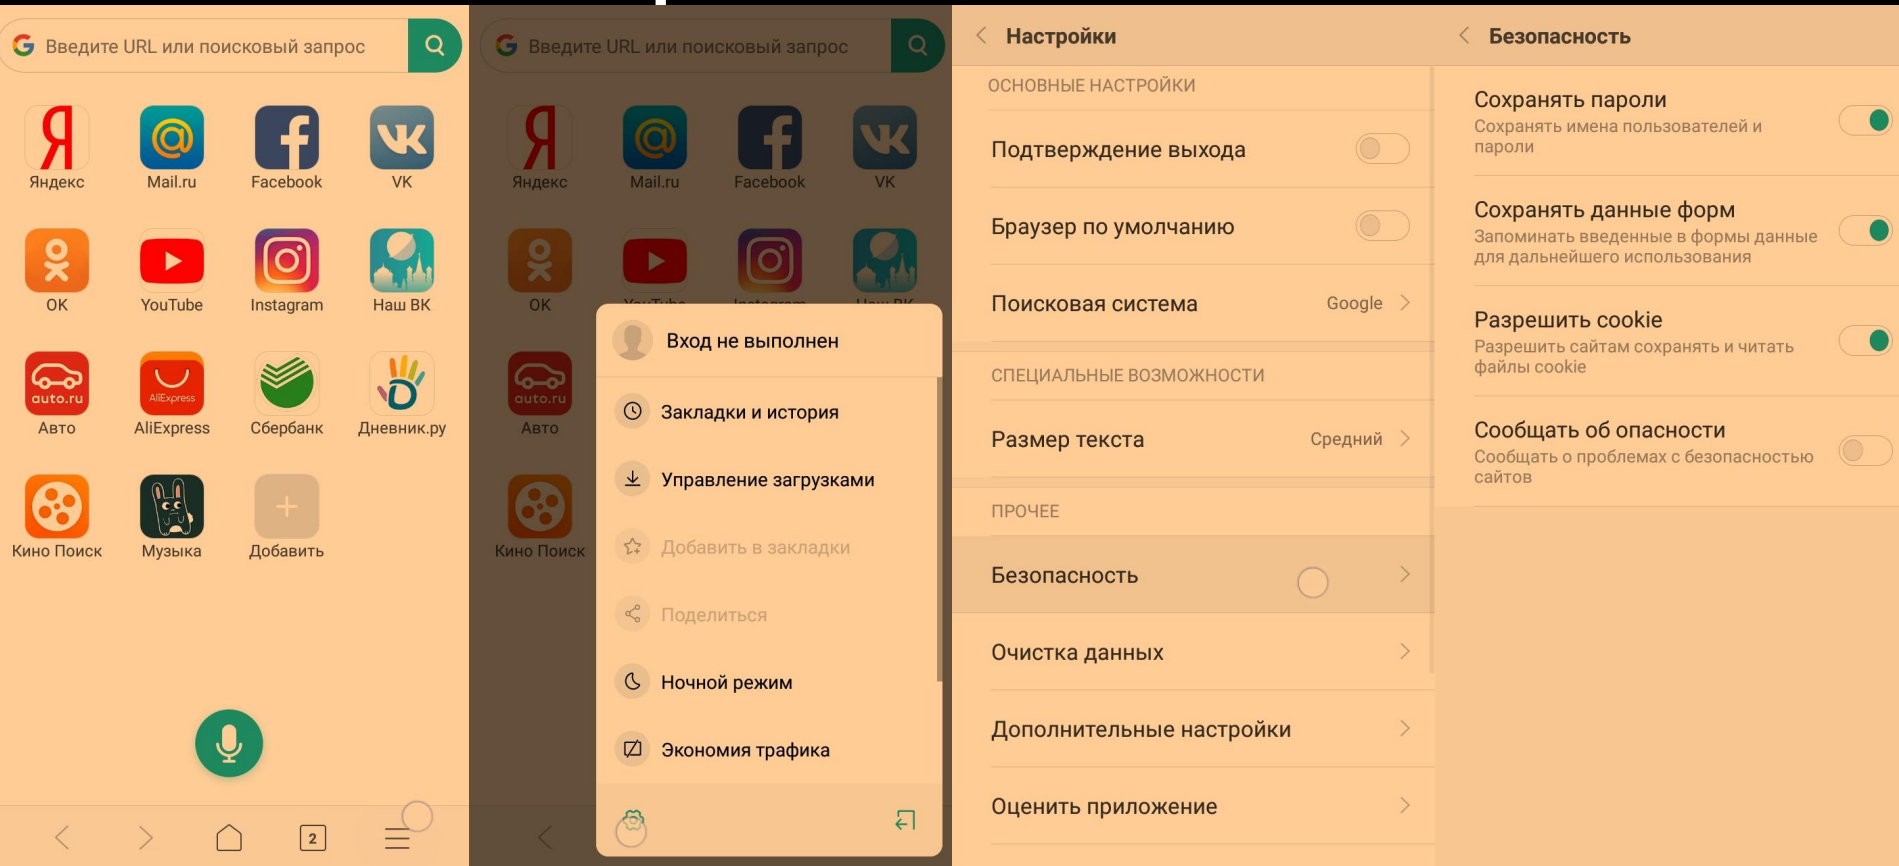 Введите URL или поисковый запрос
Яндекс
Mail.ru
Facebook
VK
OK
YouTube
Instagram
Наш ВК
auto.ru
AliExpress
Авто
AliExpress
Сбербанк
Дневник.ру
Кино Поиск
Музыка
Добавить
2
Введите URL или поисковый запрос
Яндекс
Mail.ru
Facebook
VK
OK
YouTube
Instagram
Наш ВК
auto.ru
Авто
Кино Поиск
Вход не выполнен
Закладки и история
Управление загрузками
Добавить в закладки
Поделиться
Ночной режим
Экономия трафика
Настройки
ОСНОВНЫЕ НАСТРОЙКИ
Подтверждение выхода
Браузер по умолчанию
Поисковая система Google
СПЕЦИАЛЬНЫЕ ВОЗМОЖНОСТИ
Размер текста Средний
ПРОЧЕЕ
Безопасность
Очистка данных
Дополнительные настройки
Оценить приложение
Безопасность
Сохранять пароли
Сохранять имена пользователей и
пароли
Сохранять данные форм
Запоминать введенные в формы данные
для дальнейшего использования
Разрешить cookie
Разрешить сайтам сохранять и читать
файлы cookie
Сообщать об опасности
Сообщать о проблемах с безопасностью
сайтов